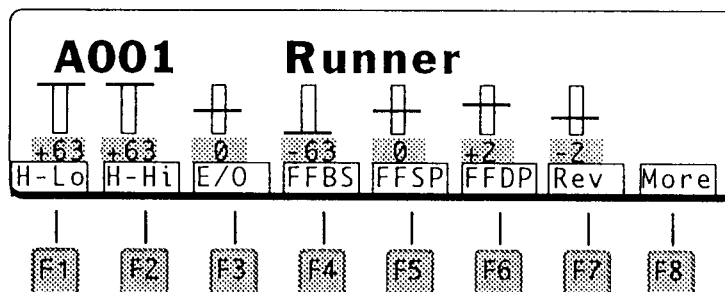 A001 Runner
+63 +63 0 -63 0 +2 -2
H-Lo H-Hi E/O FFBS FFSP FFDP Rev More
F1 F2 F3 F4 F5 F6 F7 F8